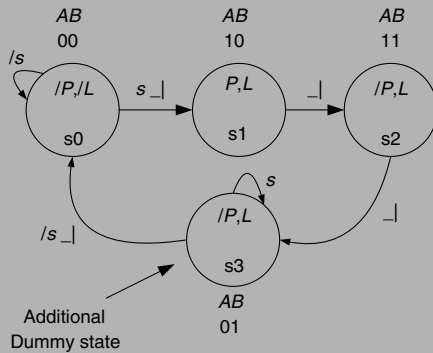 AB
00
AB
10
AB
11
/s
/P,/L
s0
s _|
P,L
s1
_|
/P,L
s2
_|
s
/P,L
s3
/s _|
AB
01
Additional
Dummy state